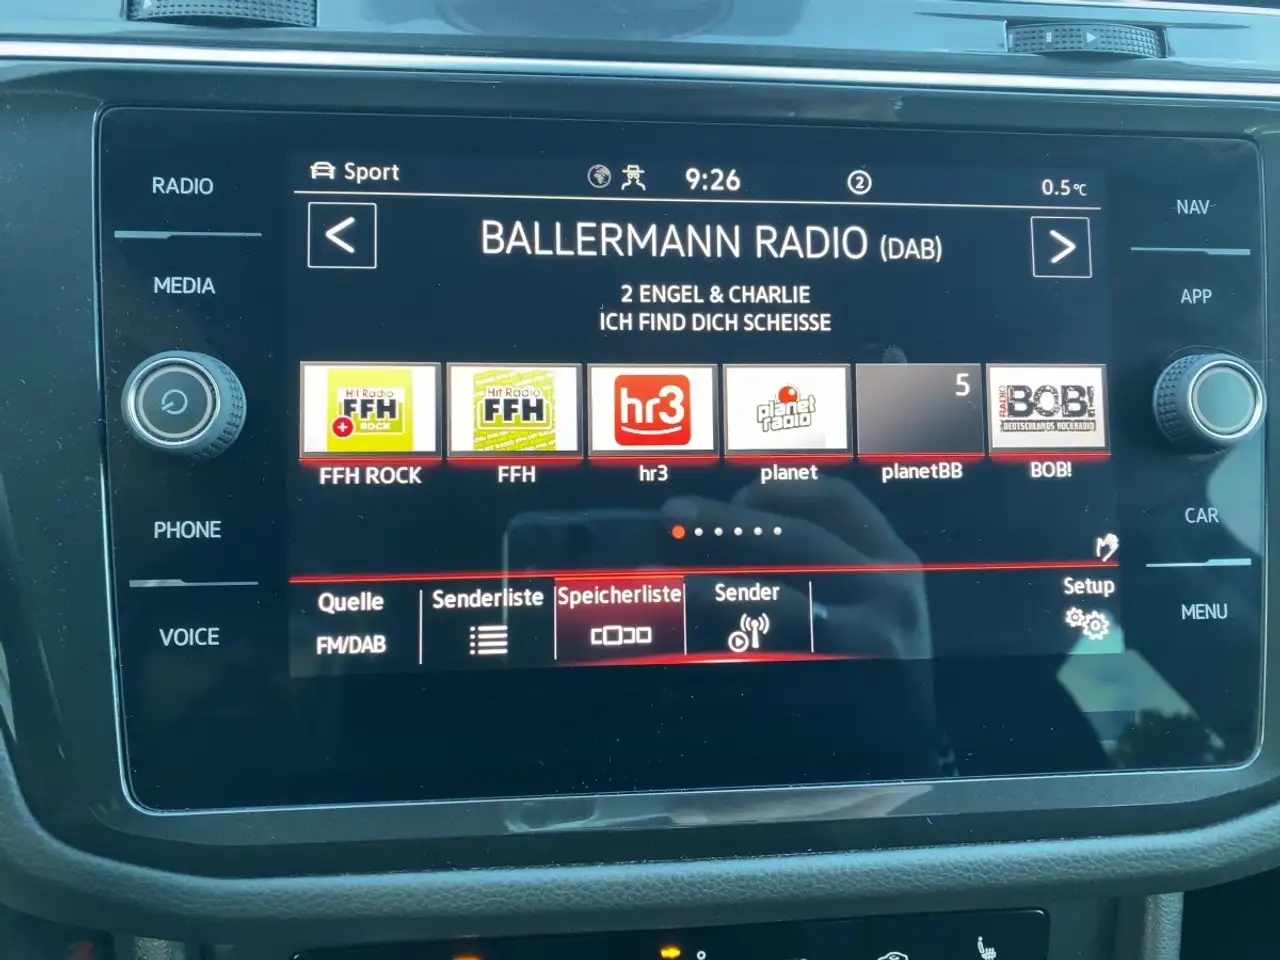 RADIO
MEDIA
PHONE
VOICE
Sport
9:26
2
0.5°C
<
BALLERMANN RADIO (DAB)
>
2 ENGEL & CHARLIE
ICH FIND DICH SCHEISSE
Hit Radio
FFH
ROCK
Hit Radio
FFH
hr3
planet
radio
5
RADIO
BOB!
DEUTSCHLANDS ROCKRADIO
FFH ROCK
FFH
hr3
planet
planetBB
BOB!
Quelle
FM/DAB
Senderliste
Speicherliste
Sender
Setup
NAV
APP
CAR
MENU